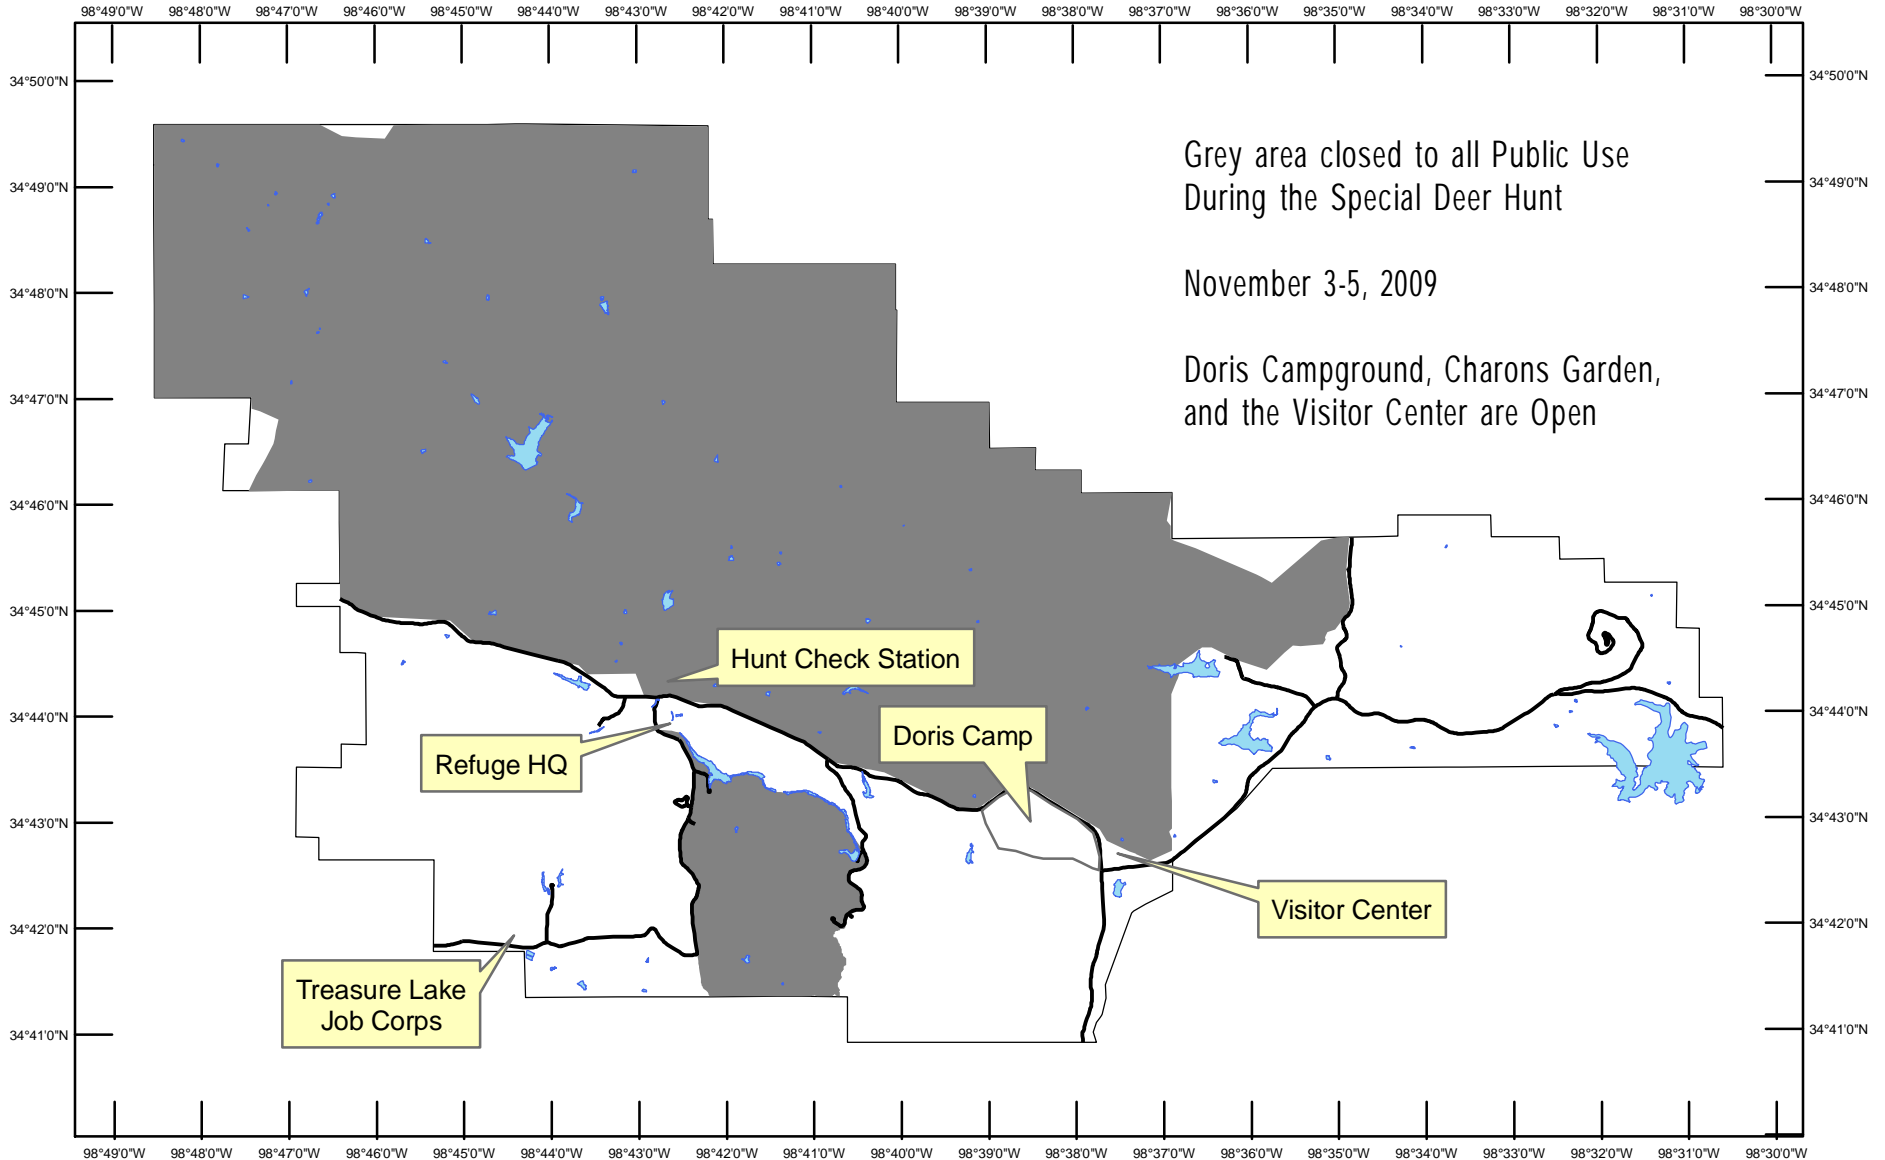 98°49'0"W 98°48'0"W 98°47'0"W 98°46'0"W 98°45'0"W 98°44'0"W 98°43'0"W 98°42'0"W 98°41'0"W 98°40'0"W 98°39'0"W 98°38'0"W 98°37'0"W 98°36'0"W 98°35'0"W 98°34'0"W 98°33'0"W 98°32'0"W 98°31'0"W 98°30'0"W
34°50'0"N 34°50'0"N
Grey area closed to all Public Use
34°49'0"N 34°49'0"N
During the Special Deer Hunt
34°48'0"N 34°48'0"N
November 3-5, 2009
Doris Campground, Charons Garden,
34°47'0"N 34°47'0"N
and the Visitor Center are Open
34°46'0"N 34°46'0"N
34°45'0"N 34°45'0"N
Hunt Check Station
34°44'0"N 34°44'0"N
Doris Camp
Refuge HQ
34°43'0"N 34°43'0"N
Visitor Center
34°42'0"N 34°42'0"N
Treasure Lake
Job Corps
34°41'0"N 34°41'0"N
98°49'0"W 98°48'0"W 98°47'0"W 98°46'0"W 98°45'0"W 98°44'0"W 98°43'0"W 98°42'0"W 98°41'0"W 98°40'0"W 98°39'0"W 98°38'0"W 98°37'0"W 98°36'0"W 98°35'0"W 98°34'0"W 98°33'0"W 98°32'0"W 98°31'0"W 98°30'0"W